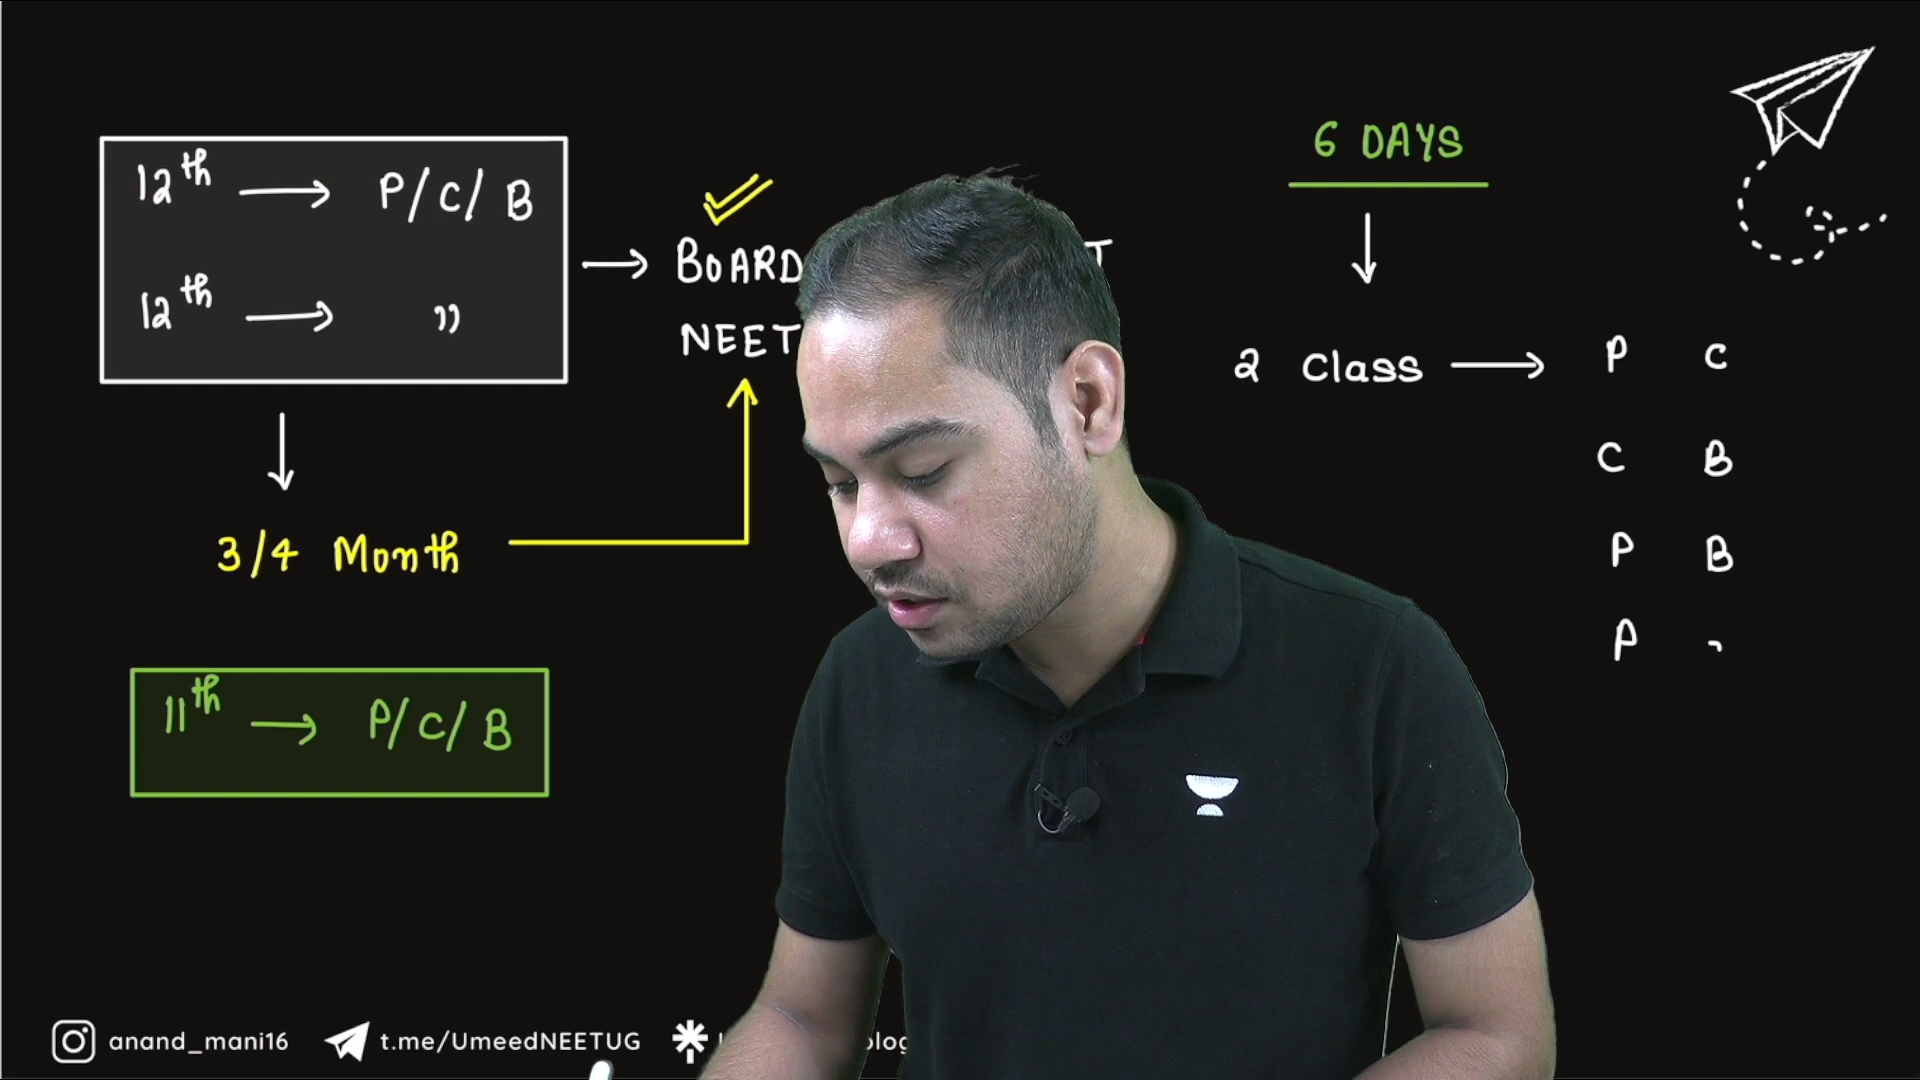 12th → P/C/B
12th → "
→ BOARD
NEET
3/4 Month
11th → P/C/B
6 DAYS
2 Class → P C
C B
P B
P
anand_mani16
t.me/UmeedNEETUG